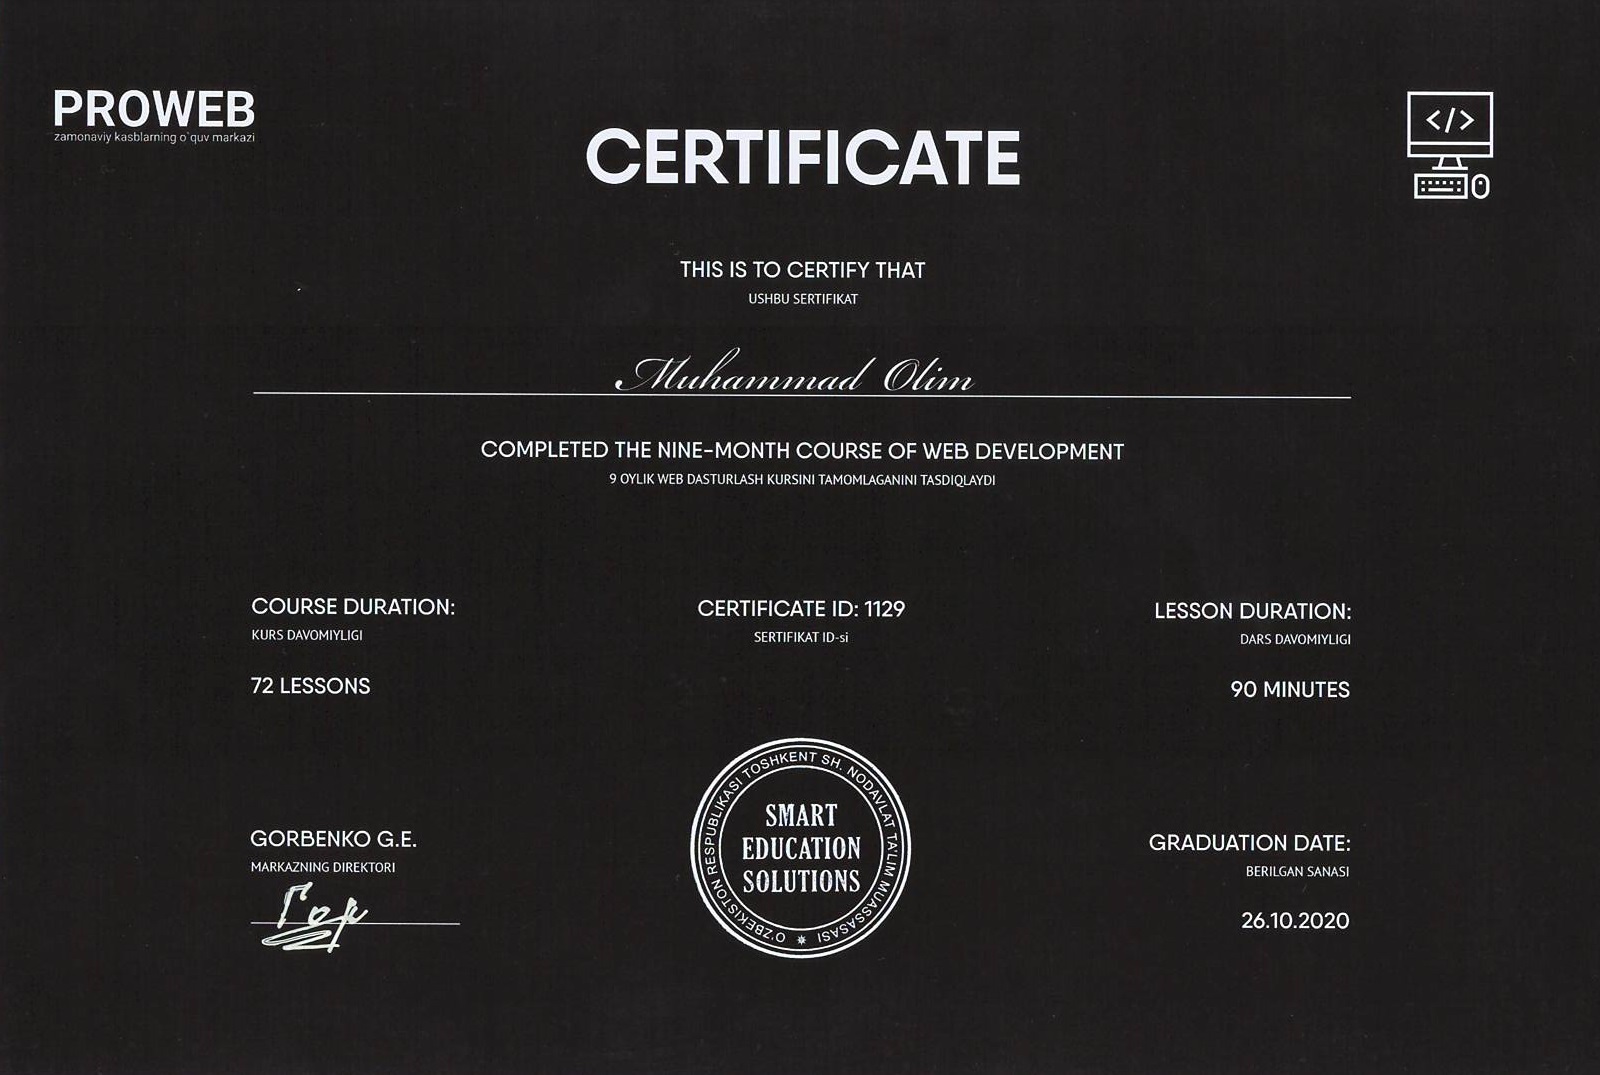 PROWEB
zamonaviy kasblarning o`quv markazi
CERTIFICATE
</>
THIS IS TO CERTIFY THAT
USHBU SERTIFIKAT
Muhammad Olim
COMPLETED THE NINE-MONTH COURSE OF WEB DEVELOPMENT
9 OYLIK WEB DASTURLASH KURSINI TAMOMLAGANINI TASDIQLAYDI
COURSE DURATION:
KURS DAVOMIYLIGI
72 LESSONS
CERTIFICATE ID: 1129
SERTIFIKAT ID-si
LESSON DURATION:
DARS DAVOMIYLIGI
90 MINUTES
GORBENKO G.E.
MARKAZNING DIREKTORI
Гор
O'ZBEKISTON RESPUBLIKASI TOSHKENT SH. NODAVLAT TA'LIM MUASSASASI
SMART
EDUCATION
SOLUTIONS
GRADUATION DATE:
BERILGAN SANASI
26.10.2020